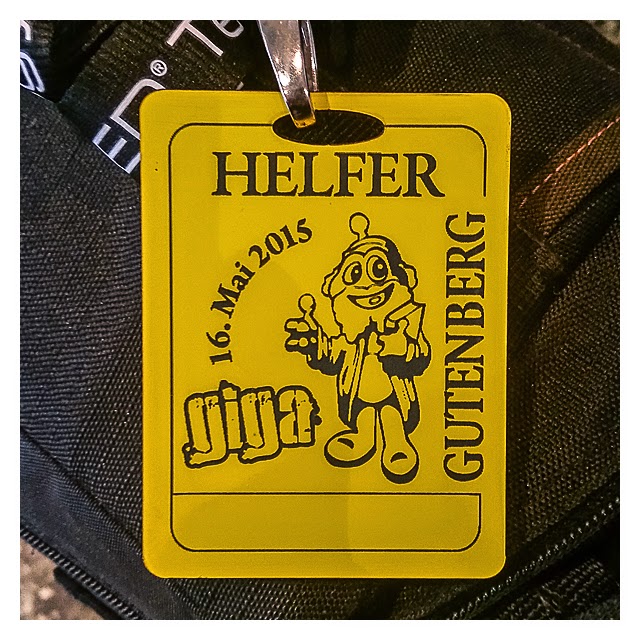 HELFER
16. Mai 2015
GUTENBERG
giga